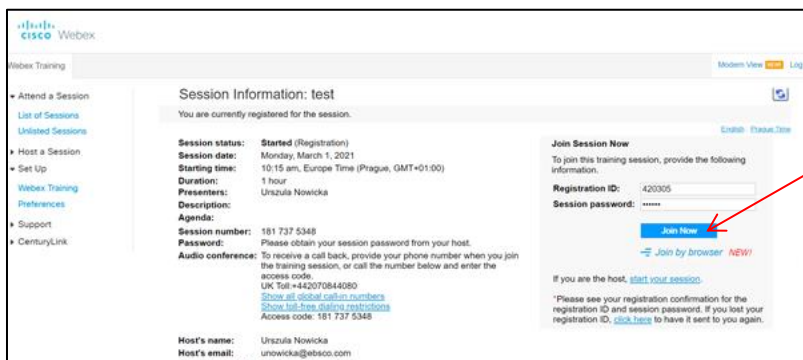 CISCO Webex
Webex Training
Modern View NEW Log
Attend a Session
List of Sessions
Unlisted Sessions
Host a Session
Set Up
Webex Training
Preferences
Support
CenturyLink
Session Information: test
You are currently registered for the session.
English Prague Time
Session status: Started (Registration)
Session date: Monday, March 1, 2021
Starting time: 10:15 am, Europe Time (Prague, GMT+01:00)
Duration: 1 hour
Presenters: Urszula Nowicka
Description:
Agenda:
Session number: 181 737 5348
Password: Please obtain your session password from your host.
Audio conference: To receive a call back, provide your phone number when you join
the training session, or call the number below and enter the
access code.
UK Toll:+442070844080
Show all global call-in numbers
Show toll-free dialing restrictions
Access code: 181 737 5348
Host's name: Urszula Nowicka
Host's email: unowicka@ebsco.com
Join Session Now
To join this training session, provide the following
information.
Registration ID: 420305
Session password: ••••••
Join Now
Join by browser NEW!
If you are the host, start your session.
*Please see your registration confirmation for the
registration ID and session password. If you lost your
registration ID, click here to have it sent to you again.